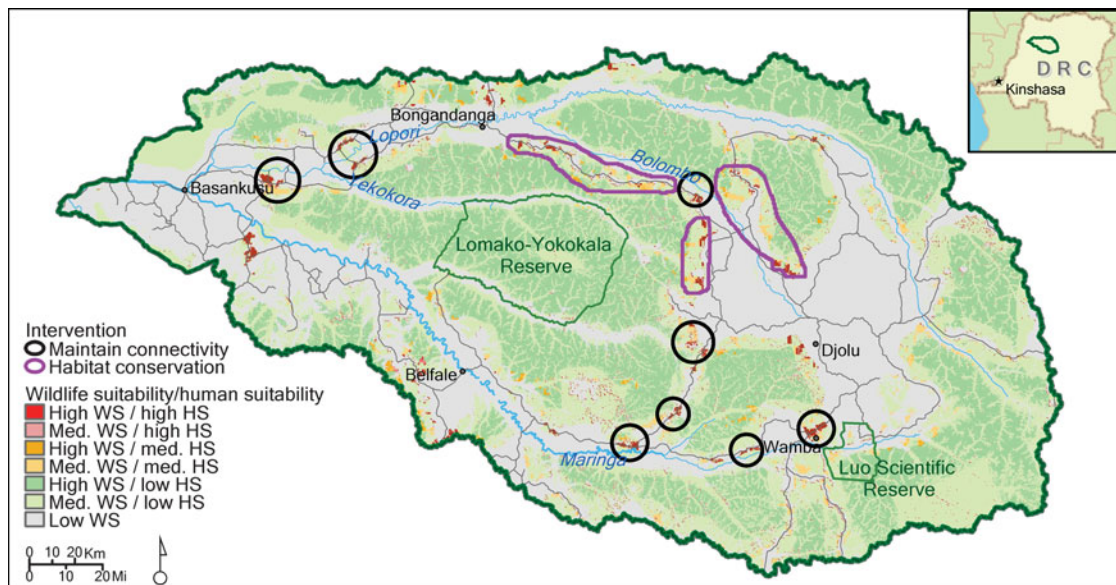 DRC
Kinshasa
Bongandanga
Lopori
Bolombo
Basankusu
Yekokora
Lomako-Yokokala
Reserve
Intervention
Maintain connectivity
Habitat conservation
Djolu
Befale
Wildlife suitability/human suitability
High WS / high HS
Med. WS / high HS
High WS / med. HS
Med. WS / med. HS
High WS / low HS
Med. WS / low HS
Low WS
Maringa
Wamba
Luo Scientific
Reserve
0 10 20 Km
0 10 20 Mi